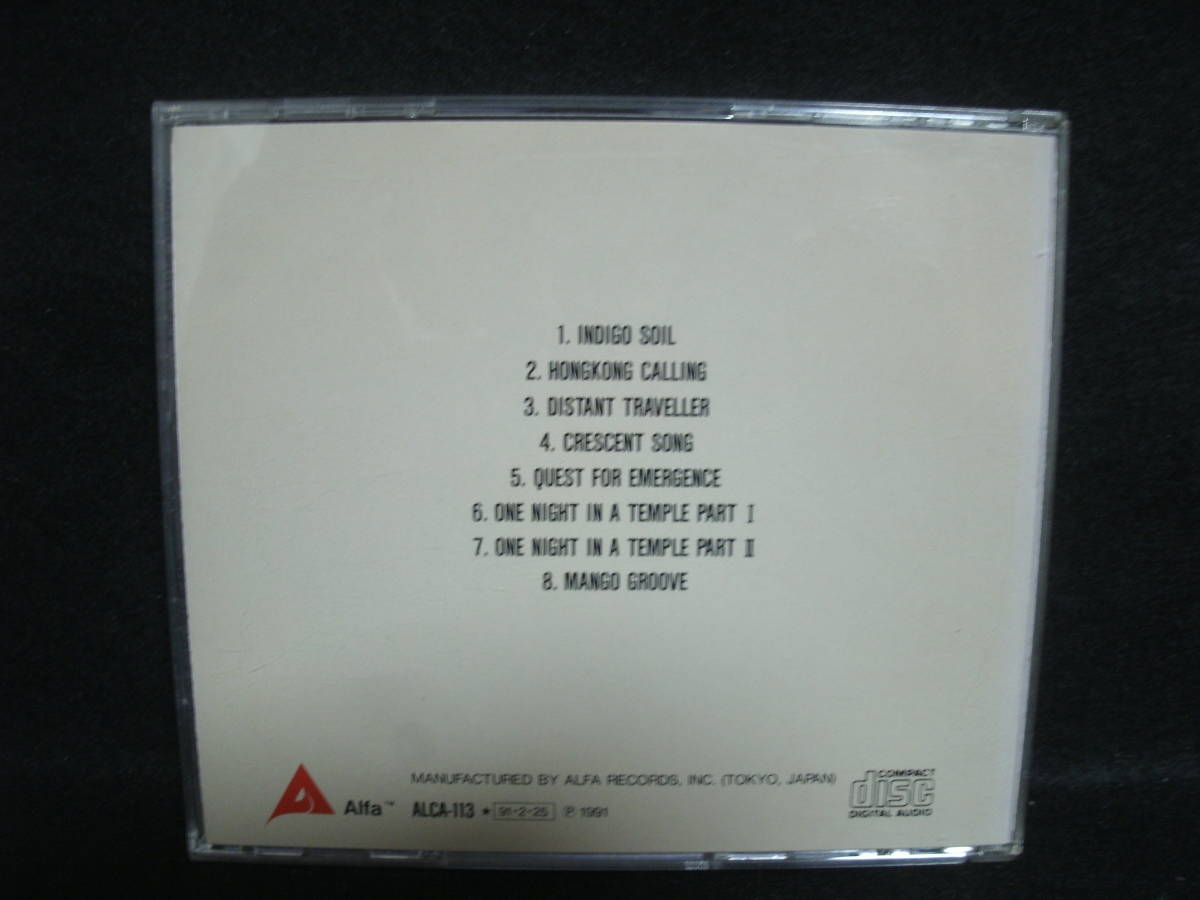 1. INDIGO SOIL
2. HONGKONG CALLING
3. DISTANT TRAVELLER
4. CRESCENT SONG
5. QUEST FOR EMERGENCE
6. ONE NIGHT IN A TEMPLE PART I
7. ONE NIGHT IN A TEMPLE PART II
8. MANGO GROOVE
MANUFACTURED BY ALFA RECORDS, INC. (TOKYO, JAPAN)
Alfa™ ALCA-113 ★ 91·2·25 ℗ 1991
COMPACT
disc
DIGITAL AUDIO